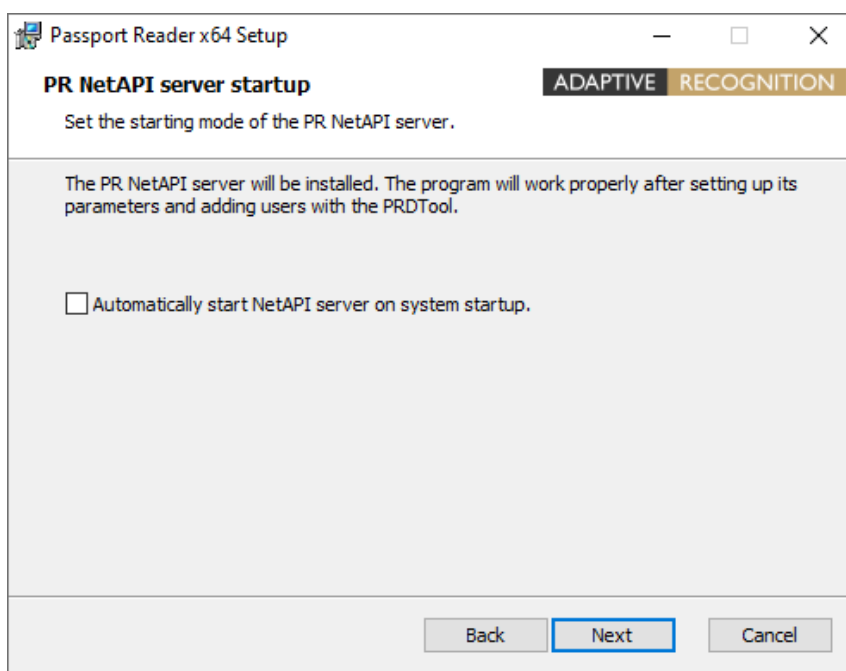 Passport Reader x64 Setup
PR NetAPI server startup
ADAPTIVE RECOGNITION
Set the starting mode of the PR NetAPI server.
The PR NetAPI server will be installed. The program will work properly after setting up its
parameters and adding users with the PRDTool.
Automatically start NetAPI server on system startup.
Back Next Cancel